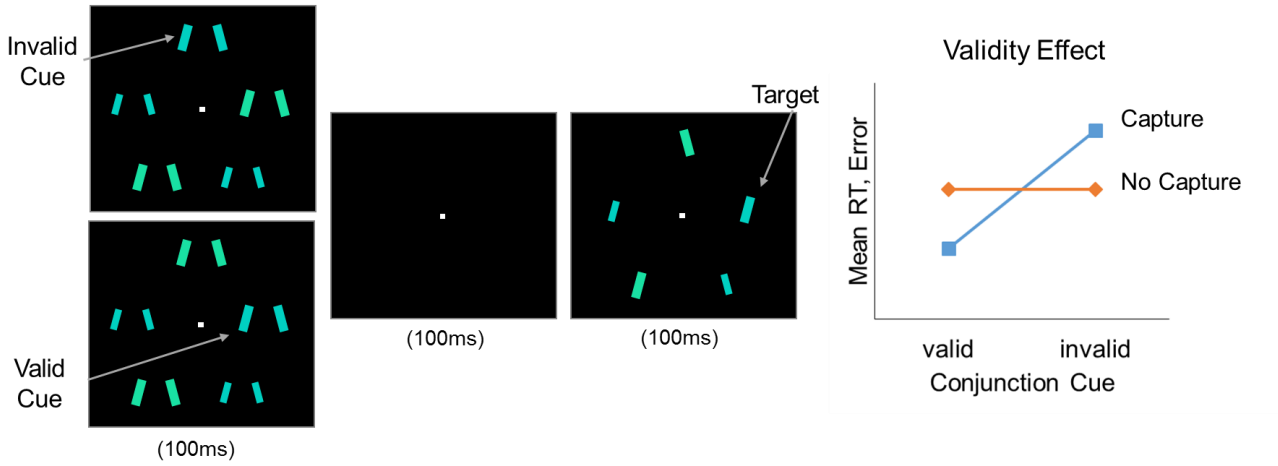 Invalid
Cue
Valid
Cue
(100ms)
(100ms)
Target
(100ms)
Validity Effect
Mean RT, Error
Capture
No Capture
valid
invalid
Conjunction Cue